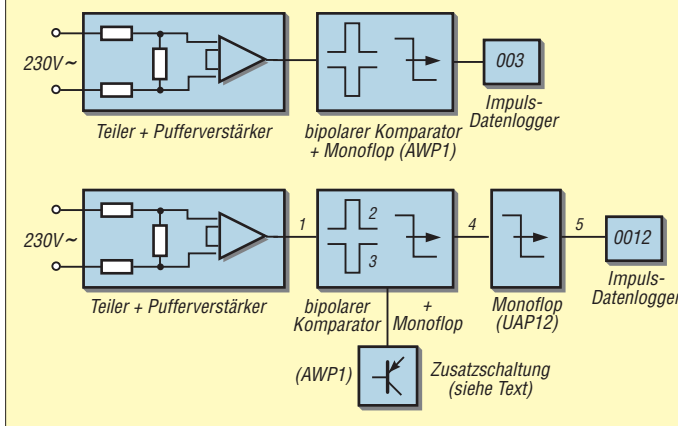 230V~
003
Teiler + Pufferverstärker
bipolarer Komparator
+ Monoflop (AWP1)
Impuls-
Datenlogger
230V~
1
2
3
4
5
0012
Teiler + Pufferverstärker
bipolarer
Komparator
+
Monoflop
Monoflop
(UAP12)
Impuls-
Datenlogger
(AWP1)
Zusatzschaltung
(siehe Text)